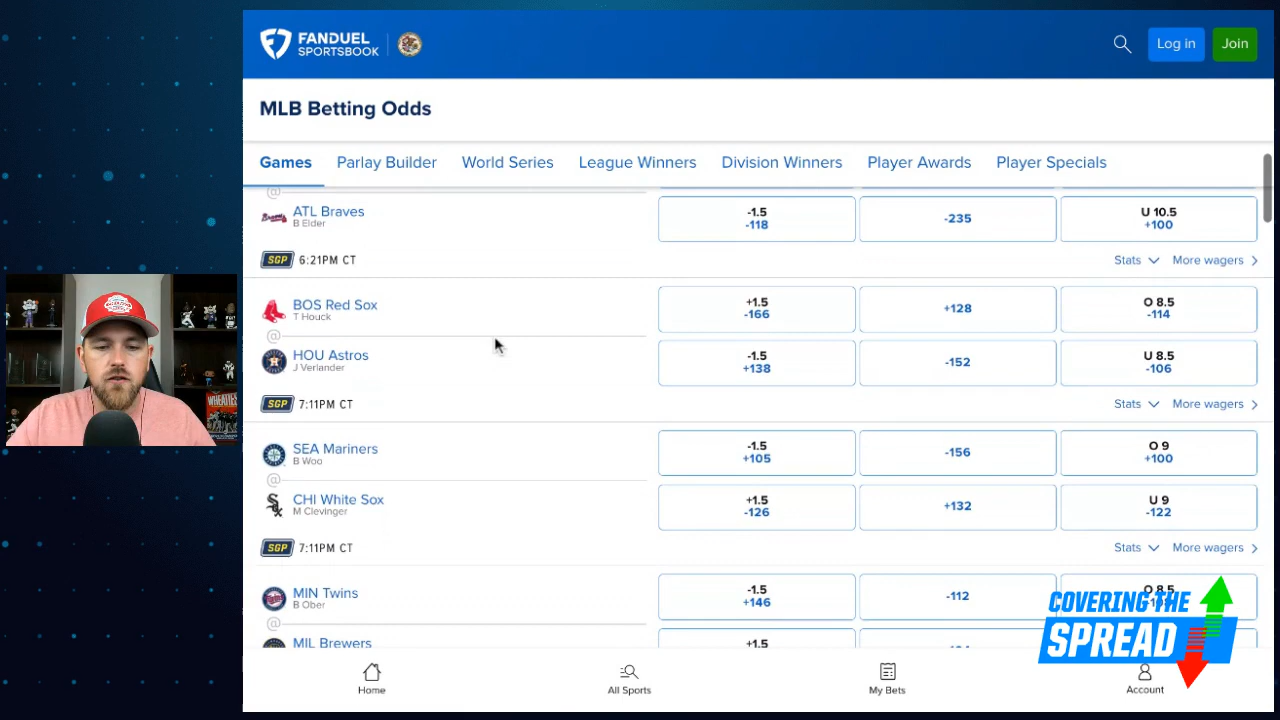 FANDUEL
SPORTSBOOK
Log in
Join
MLB Betting Odds
Games
Parlay Builder
World Series
League Winners
Division Winners
Player Awards
Player Specials
@
Braves
ATL Braves
B Elder
-1.5
-118
-235
U 10.5
+100
SGP 6:21PM CT
Stats
More wagers
BOS Red Sox
T Houck
+1.5
-166
+128
O 8.5
-114
@
HOU Astros
J Verlander
-1.5
+138
-152
U 8.5
-106
SGP 7:11PM CT
Stats
More wagers
SEA Mariners
B Woo
-1.5
+105
-156
O 9
+100
@
CHI White Sox
M Clevinger
+1.5
-126
+132
U 9
-122
SGP 7:11PM CT
Stats
More wagers
MIN Twins
B Ober
-1.5
+146
-112
O 8.5
@
MIL Brewers
+1.5
COVERING THE
SPREAD
Home
All Sports
My Bets
Account
WHEATIES